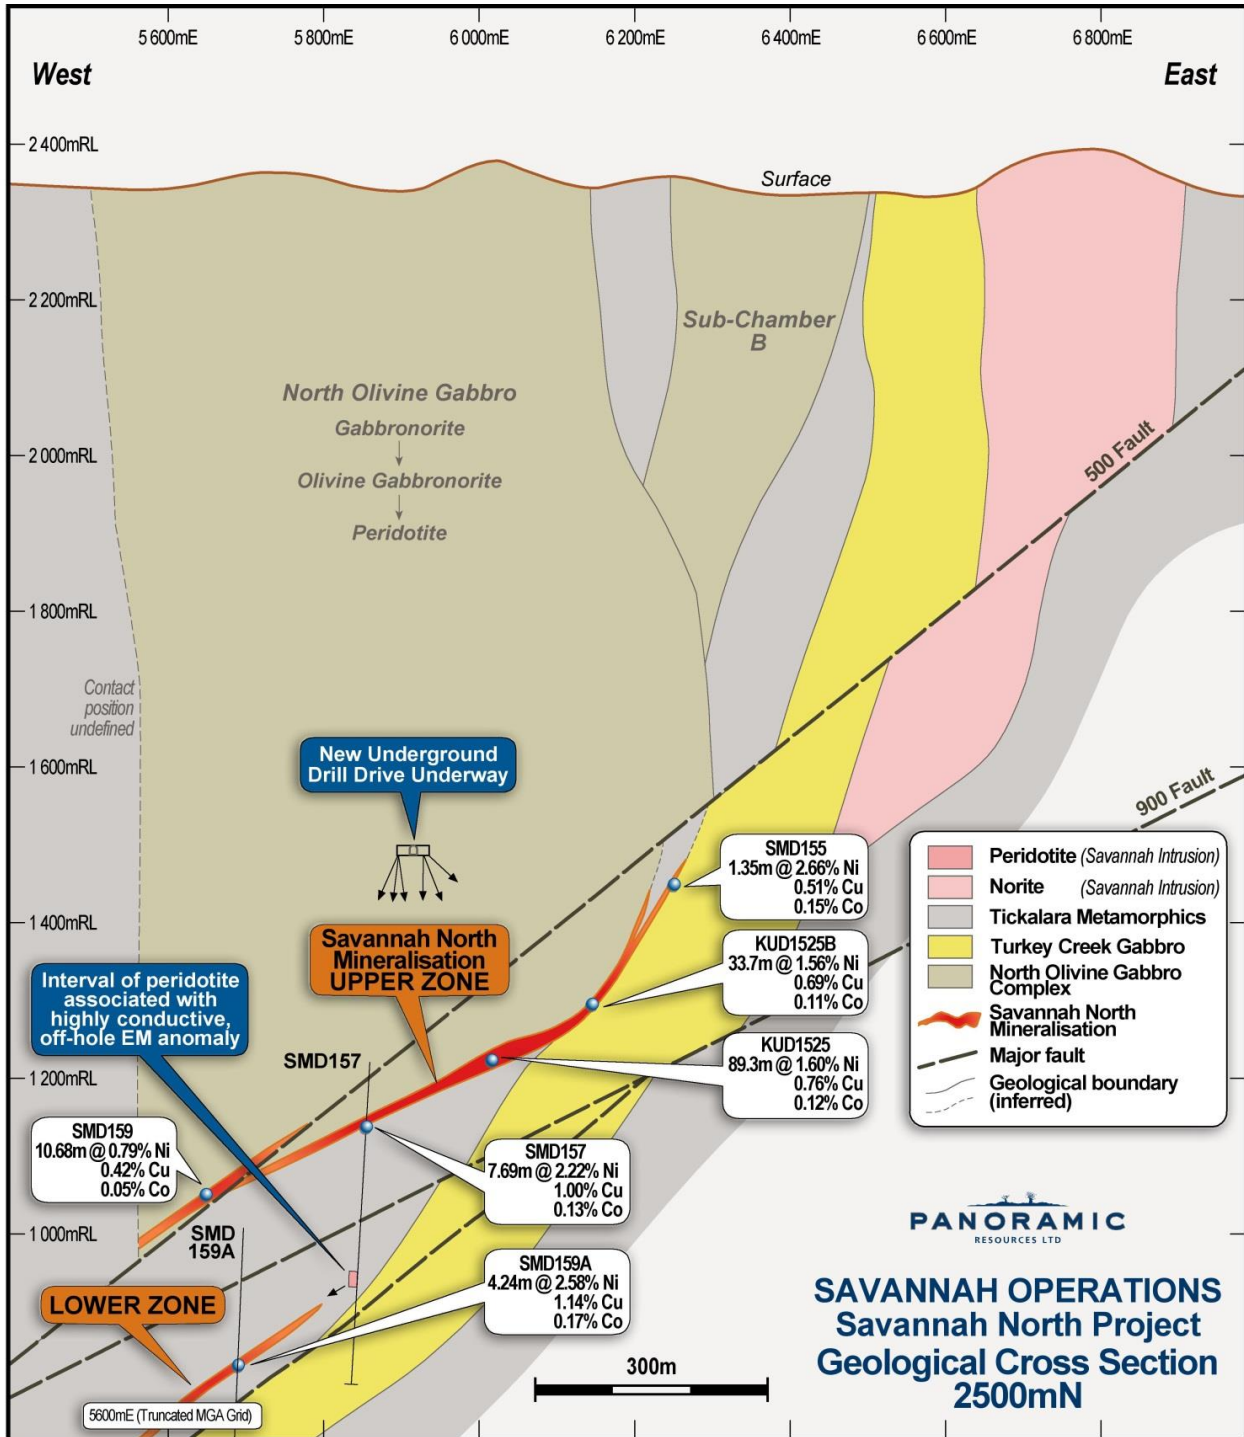 5 600mE
5 800mE
6 000mE
6 200mE
6 400mE
6 600mE
6 800mE
West
East
2 400mRL
Surface
2 200mRL
Sub-Chamber
B
North Olivine Gabbro
Gabbronorite
Olivine Gabbronorite
Peridotite
2 000mRL
500 Fault
1 800mRL
Contact
position
undefined
1 600mRL
New Underground
Drill Drive Underway
900 Fault
SMD155
1.35m @ 2.66% Ni
0.51% Cu
0.15% Co
Peridotite (Savannah Intrusion)
Norite (Savannah Intrusion)
Tickalara Metamorphics
Turkey Creek Gabbro
North Olivine Gabbro
Complex
Savannah North
Mineralisation
Major fault
Geological boundary
(inferred)
1 400mRL
Savannah North
Mineralisation
UPPER ZONE
KUD1525B
33.7m @ 1.56% Ni
0.69% Cu
0.11% Co
Interval of peridotite
associated with
highly conductive,
off-hole EM anomaly
KUD1525
89.3m @ 1.60% Ni
0.76% Cu
0.12% Co
SMD157
1 200mRL
SMD159
10.68m @ 0.79% Ni
0.42% Cu
0.05% Co
SMD157
7.69m @ 2.22% Ni
1.00% Cu
0.13% Co
1 000mRL
SMD
159A
SMD159A
4.24m @ 2.58% Ni
1.14% Cu
0.17% Co
LOWER ZONE
5600mE (Truncated MGA Grid)
300m
PANORAMIC
RESOURCES LTD
SAVANNAH OPERATIONS
Savannah North Project
Geological Cross Section
2500mN